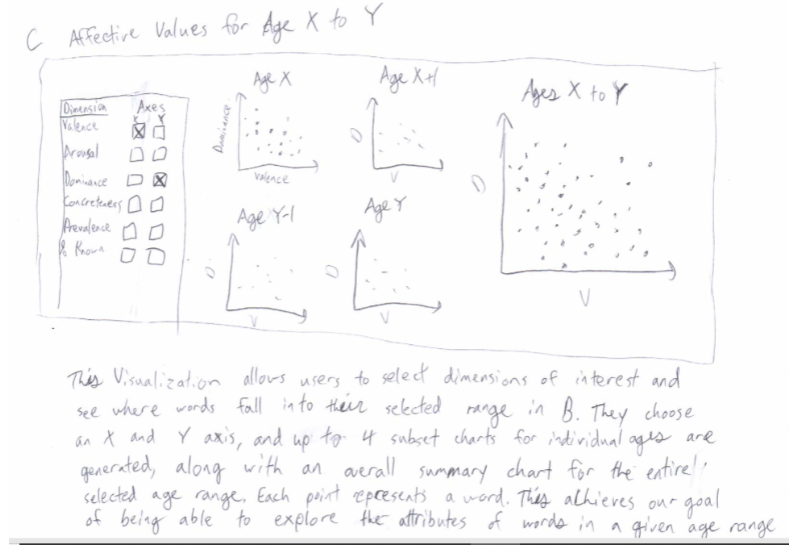 C Affective Values for Age X to Y
Dimension Axes
X Y
Valence
Arousal
Dominance
Concreteness
Prevalence
% Known
Age X
Dominance
Valence
Age X+1
D
V
Age Y-1
D
V
Age Y
D
V
Ages X to Y
D
V
This Visualization allows users to select dimensions of interest and
see where words fall into their selected range in B. They choose
an X and Y axis, and up to 4 subset charts for individual ages are
generated, along with an overall summary chart for the entire
selected age range. Each point represents a word. This achieves our goal
of being able to explore the attributes of words in a given age range